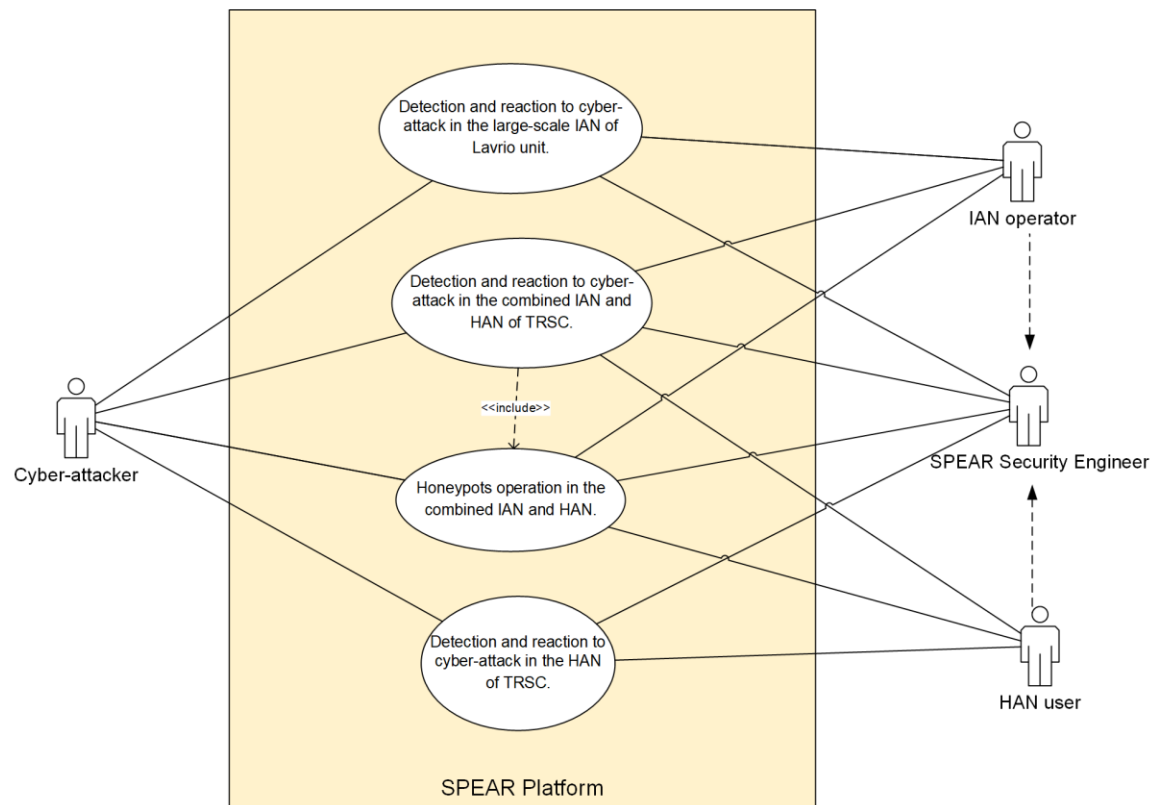 Detection and reaction to cyber-
attack in the large-scale IAN of
Lavrio unit.
IAN operator
Detection and reaction to cyber-
attack in the combined IAN and
HAN of TRSC.
<<include>>
Cyber-attacker
SPEAR Security Engineer
Honeypots operation in the
combined IAN and HAN.
Detection and reaction to
cyber-attack in the HAN
of TRSC.
HAN user
SPEAR Platform